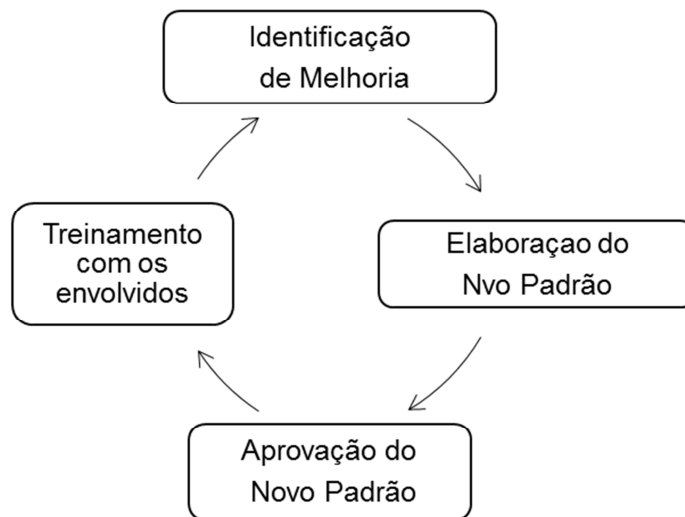 Identificação
de Melhoria
Elaboraçao do
Nvo Padrão
Aprovação do
Novo Padrão
Treinamento
com os
envolvidos